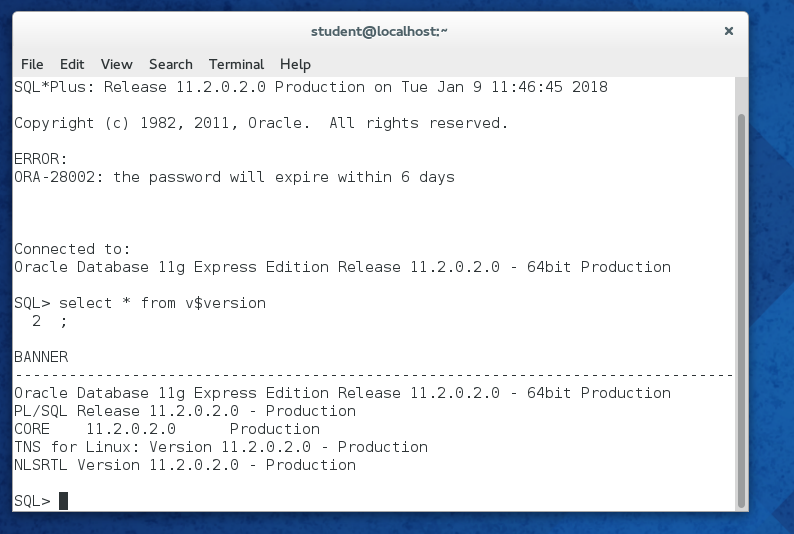 student@localhost:~
×
File Edit View Search Terminal Help
SQL*Plus: Release 11.2.0.2.0 Production on Tue Jan 9 11:46:45 2018
Copyright (c) 1982, 2011, Oracle.  All rights reserved.
ERROR:
ORA-28002: the password will expire within 6 days
Connected to:
Oracle Database 11g Express Edition Release 11.2.0.2.0 - 64bit Production
SQL> select * from v$version
  2  ;
BANNER
--------------------------------------------------------------------------------
Oracle Database 11g Express Edition Release 11.2.0.2.0 - 64bit Production
PL/SQL Release 11.2.0.2.0 - Production
CORE    11.2.0.2.0      Production
TNS for Linux: Version 11.2.0.2.0 - Production
NLSRTL Version 11.2.0.2.0 - Production
SQL>